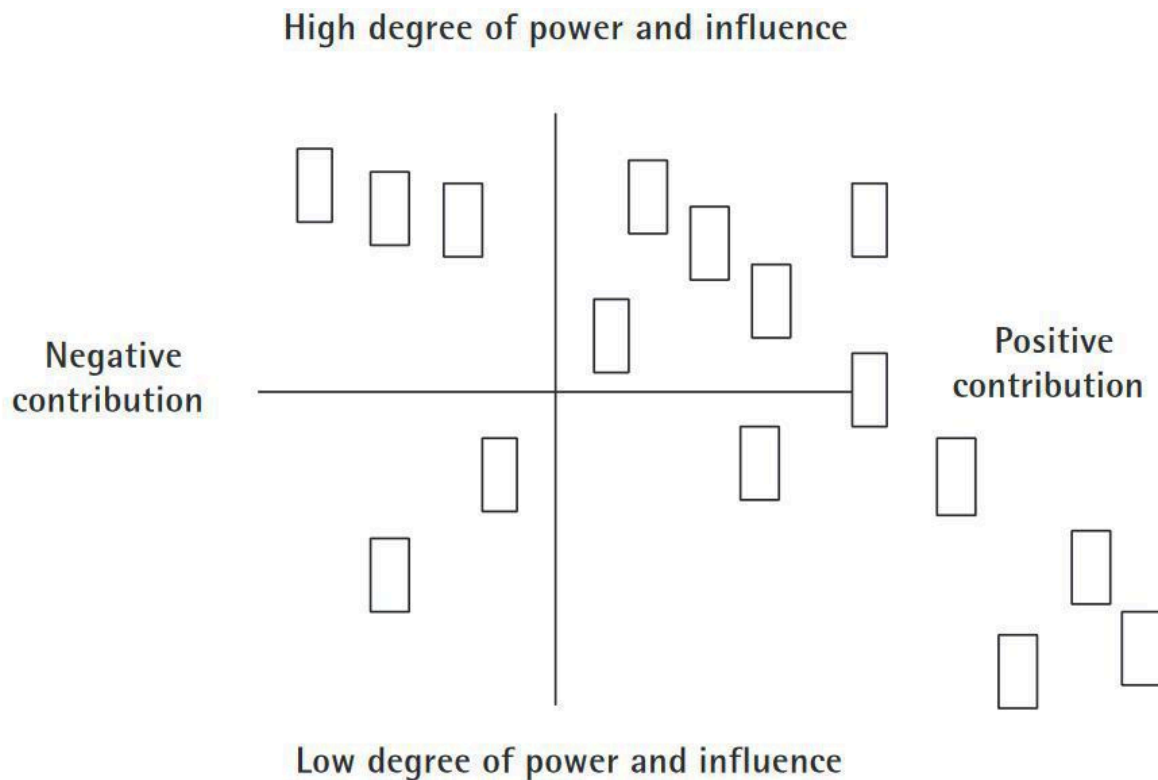 High degree of power and influence
Negative
contribution
Positive
contribution
Low degree of power and influence